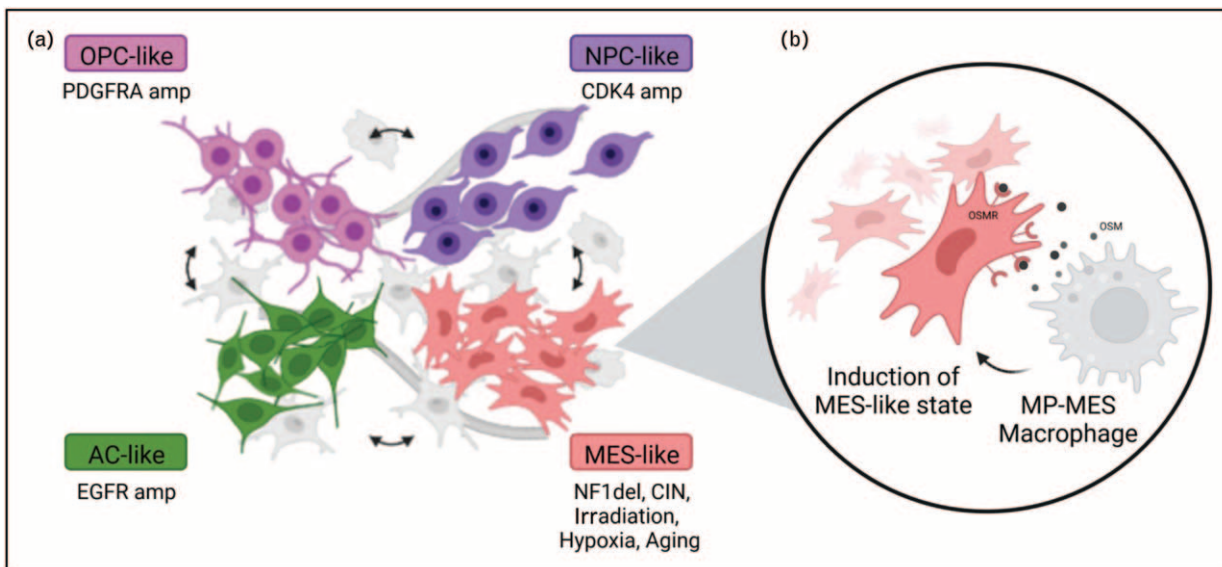 (a)
OPC-like
PDGFRA amp
NPC-like
CDK4 amp
AC-like
EGFR amp
MES-like
NF1del, CIN,
Irradiation,
Hypoxia, Aging
(b)
OSMR
OSM
Induction of
MES-like state
MP-MES
Macrophage